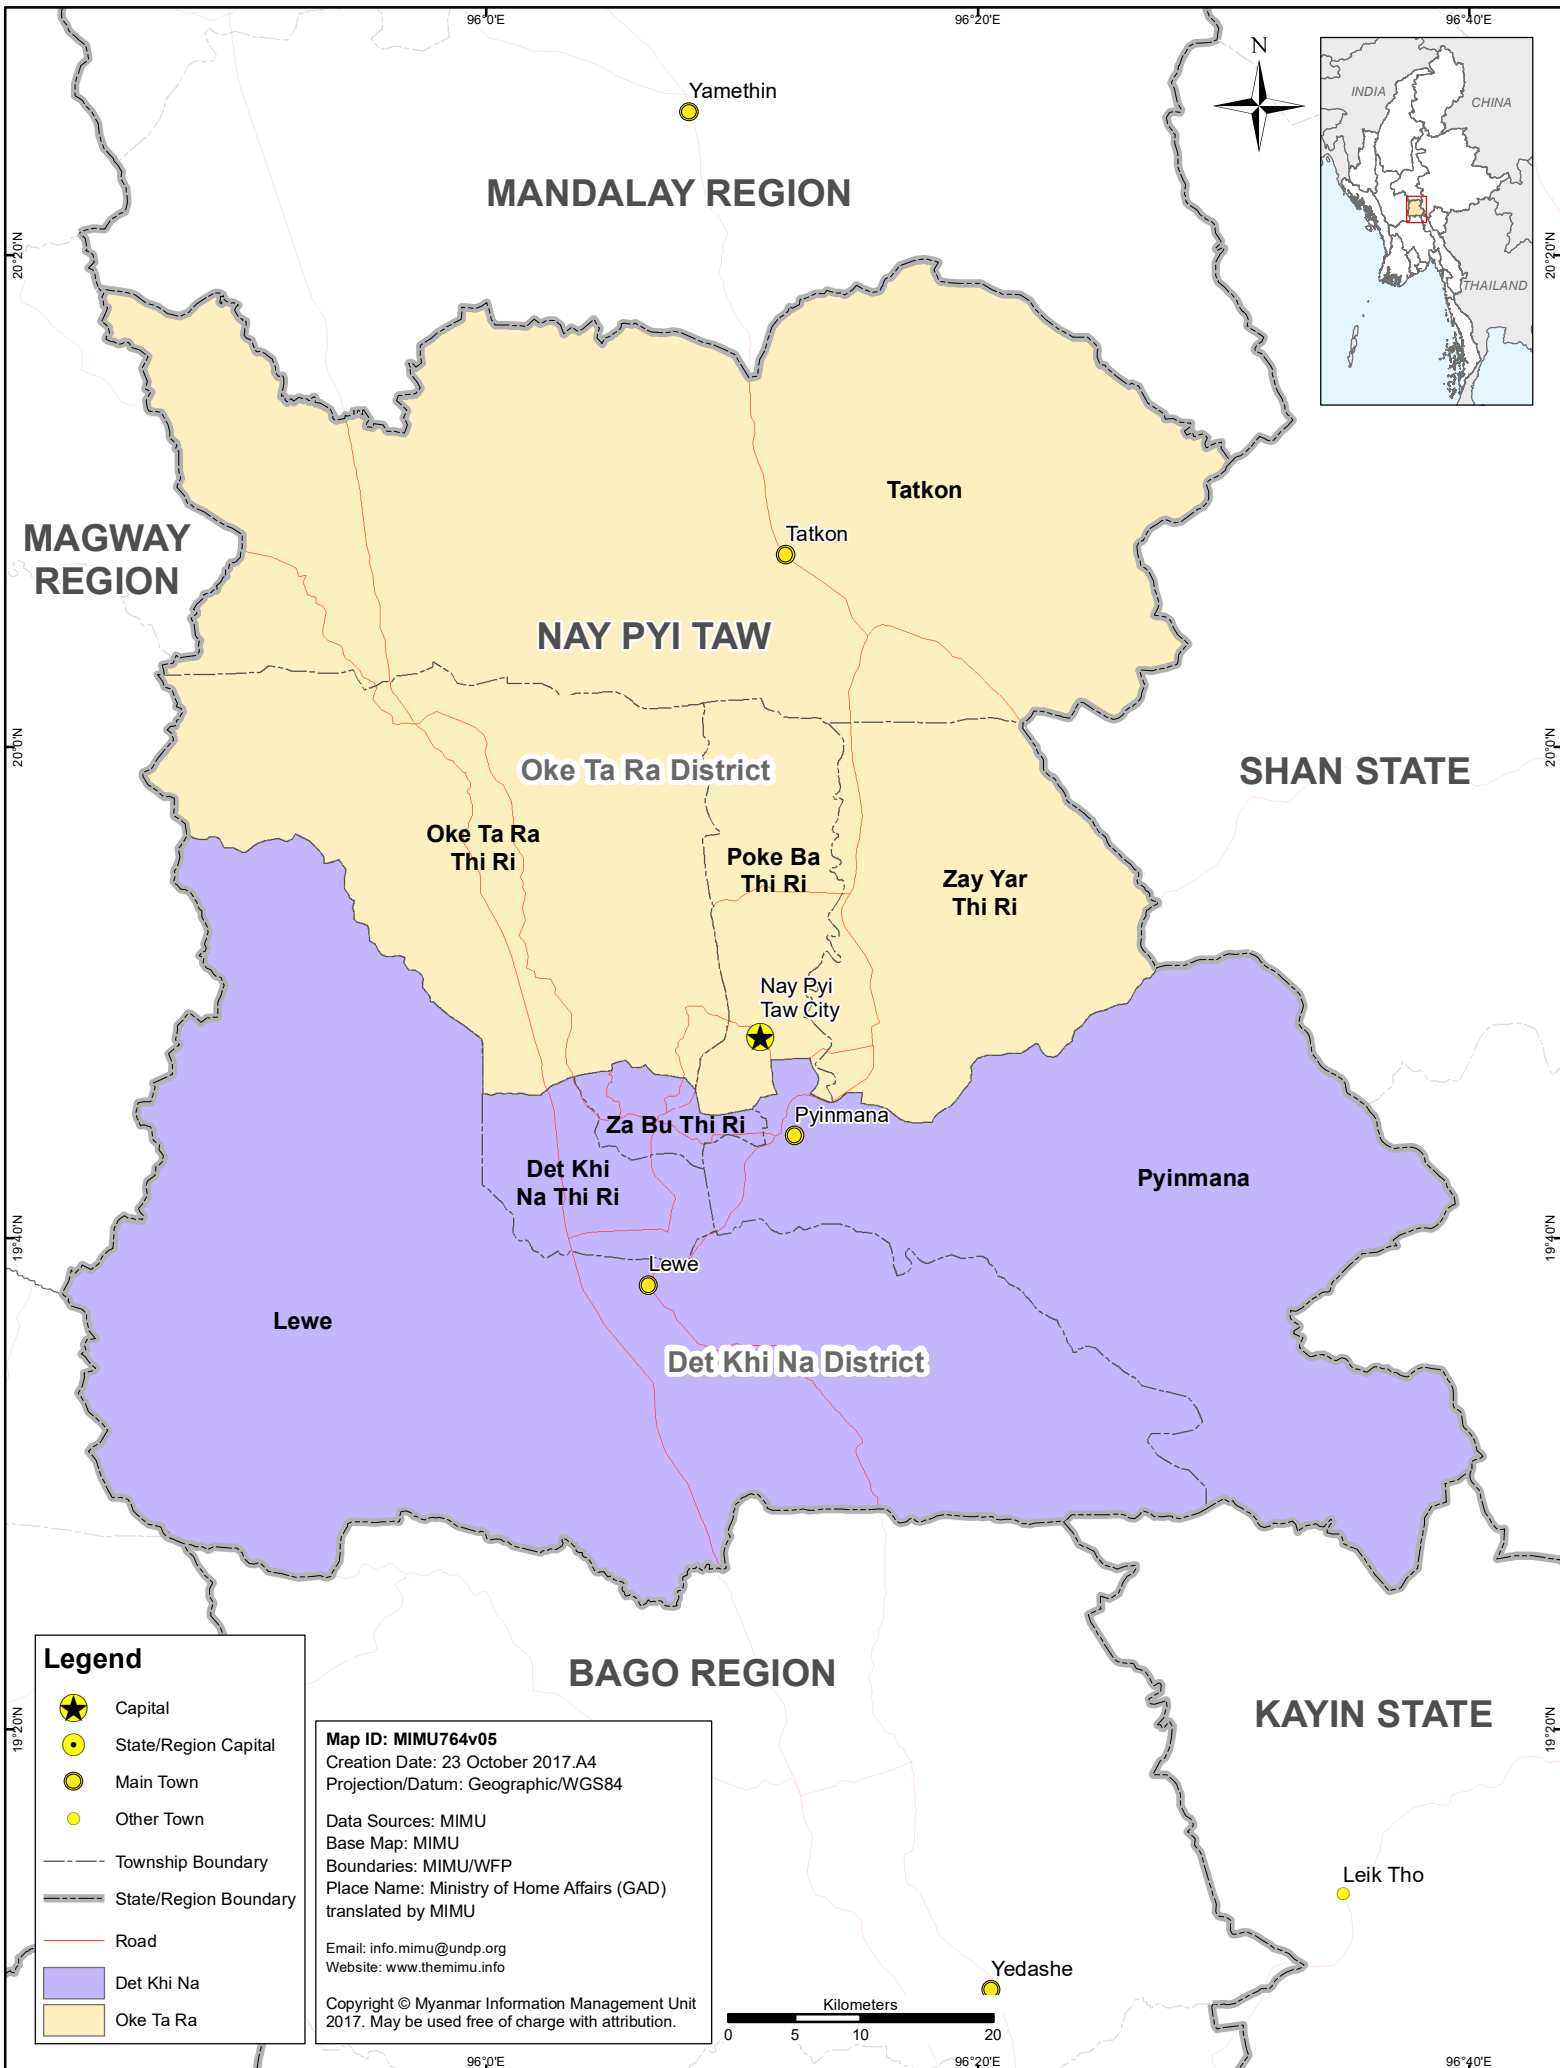 96°0'E
96°20'E
96°40'E
N
INDIA
CHINA
THAILAND
Yamethin
MANDALAY REGION
20°20'N
20°20'N
Tatkon
MAGWAY
REGION
Tatkon
NAY PYI TAW
20°0'N
20°0'N
Oke Ta Ra District
SHAN STATE
Oke Ta Ra
Thi Ri
Poke Ba
Thi Ri
Zay Yar
Thi Ri
Nay Pyi
Taw City
Za Bu Thi Ri
Pyinmana
Det Khi
Na Thi Ri
Pyinmana
19°40'N
19°40'N
Lewe
Lewe
Det Khi Na District
BAGO REGION
KAYIN STATE
19°20'N
19°20'N
Legend
Capital
State/Region Capital
Main Town
Other Town
Township Boundary
State/Region Boundary
Road
Det Khi Na
Oke Ta Ra
Map ID: MIMU764v05
Creation Date: 23 October 2017.A4
Projection/Datum: Geographic/WGS84
Data Sources: MIMU
Base Map: MIMU
Boundaries: MIMU/WFP
Place Name: Ministry of Home Affairs (GAD)
translated by MIMU
Email: info.mimu@undp.org
Website: www.themimu.info
Copyright © Myanmar Information Management Unit
2017. May be used free of charge with attribution.
Leik Tho
Yedashe
Kilometers
0 5 10 20
96°0'E
96°20'E
96°40'E